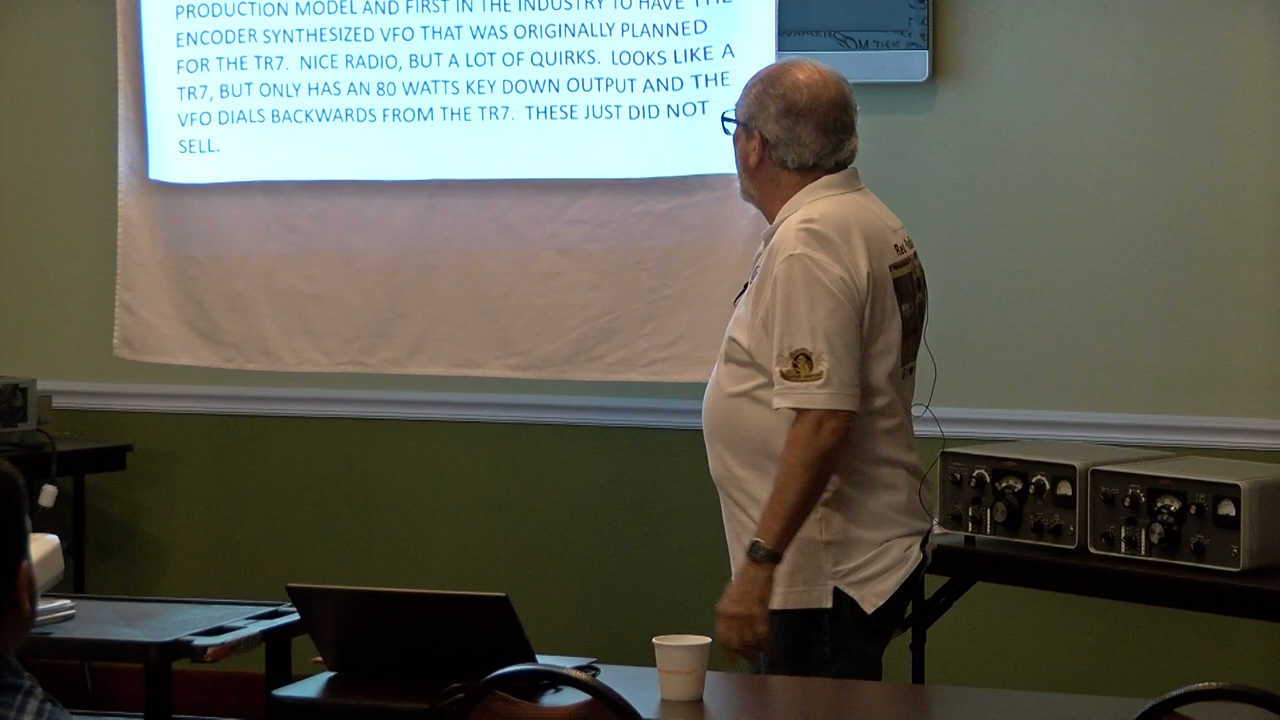 PRODUCTION MODEL AND FIRST IN THE INDUSTRY TO HAVE THE
ENCODER SYNTHESIZED VFO THAT WAS ORIGINALLY PLANNED
FOR THE TR7. NICE RADIO, BUT A LOT OF QUIRKS. LOOKS LIKE A
TR7, BUT ONLY HAS AN 80 WATTS KEY DOWN OUTPUT AND THE
VFO DIALS BACKWARDS FROM THE TR7. THESE JUST DID NOT
SELL.